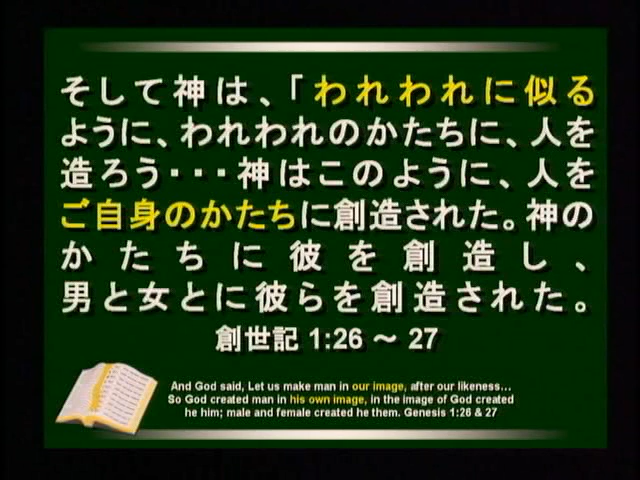 そして神は、「われわれに似る
ように、われわれのかたちに、人を
造ろう・・・神はこのように、人を
ご自身のかたちに創造された。神の
かたちに彼を創造し、
男と女とに彼らを創造された。
創世記 1:26 ～ 27
And God said, Let us make man in our image, after our likeness...
So God created man in his own image, in the image of God created
he him; male and female created he them. Genesis 1:26 & 27